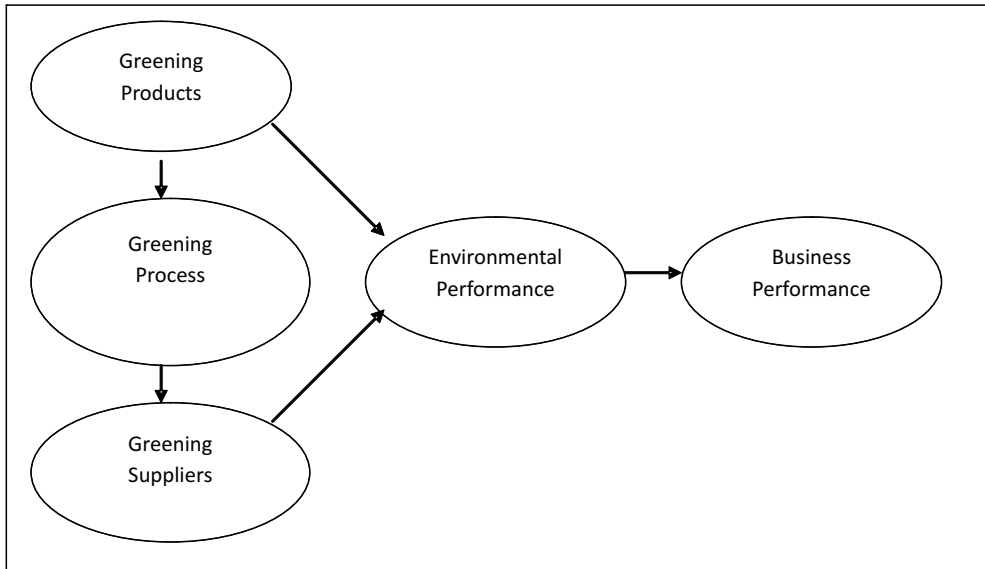 Greening
Products
Greening
Process
Greening
Suppliers
Environmental
Performance
Business
Performance